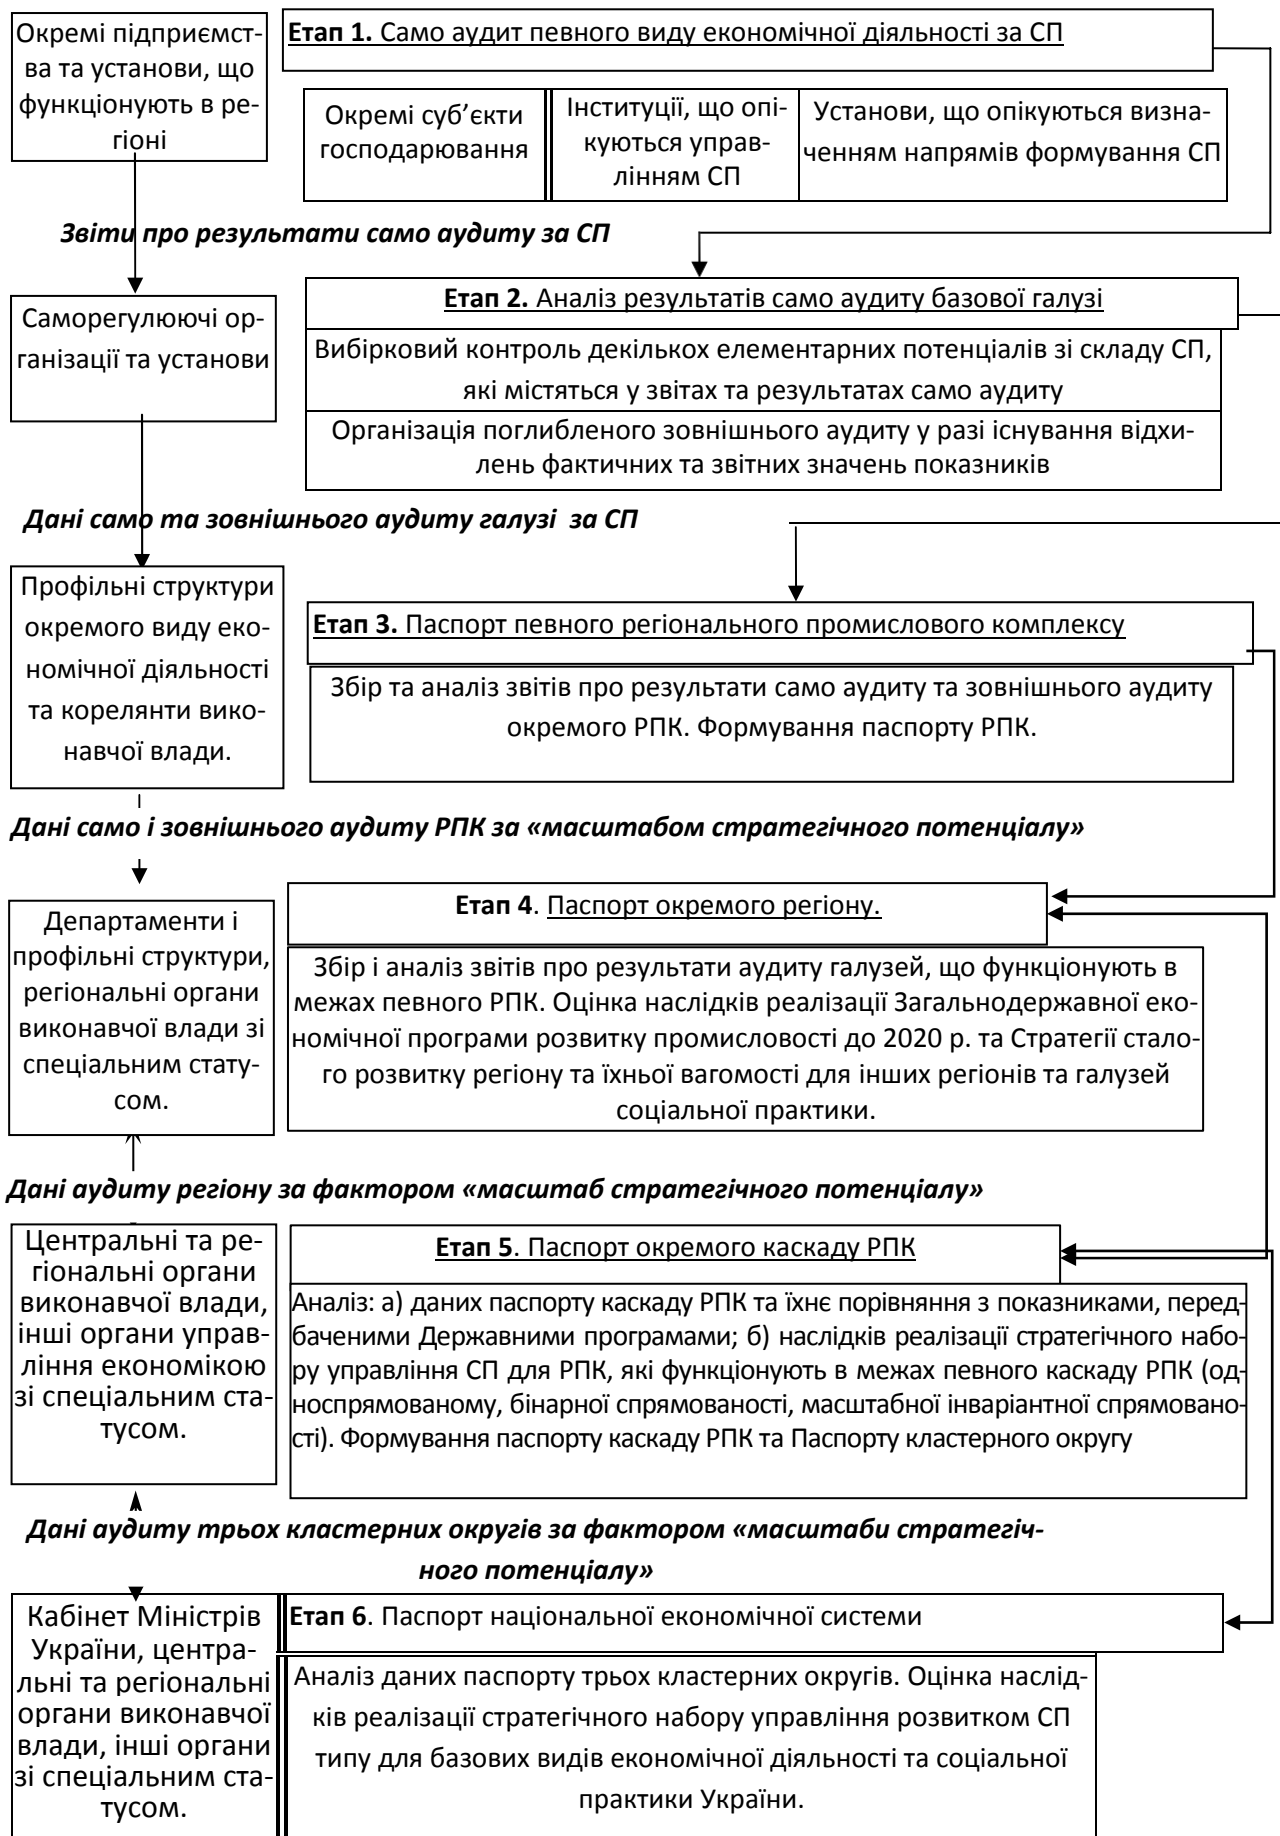 Окремі підприємст-
ва та установи, що
функціонують в ре-
гіоні
Етап 1. Само аудит певного виду економічної діяльності за СП
Окремі суб’єкти
господарювання
Інституції, що опі-
куються управ-
лінням СП
Установи, що опікуються визна-
ченням напрямів формування СП
Звіти про результати само аудиту за СП
Саморегулюючі ор-
ганізації та установи
Етап 2. Аналіз результатів само аудиту базової галузі
Вибірковий контроль декількох елементарних потенціалів зі складу СП,
які містяться у звітах та результатах само аудиту
Організація поглибленого зовнішнього аудиту у разі існування відхи-
лень фактичних та звітних значень показників
Дані само та зовнішнього аудиту галузі за СП
Профільні структури
окремого виду еко-
номічної діяльності
та корелянти вико-
навчої влади.
Етап 3. Паспорт певного регіонального промислового комплексу
Збір та аналіз звітів про результати само аудиту та зовнішнього аудиту
окремого РПК. Формування паспорту РПК.
Дані само і зовнішнього аудиту РПК за «масштабом стратегічного потенціалу»
Департаменти і
профільні структури,
регіональні органи
виконавчої влади зі
спеціальним стату-
сом.
Етап 4. Паспорт окремого регіону.
Збір і аналіз звітів про результати аудиту галузей, що функціонують в
межах певного РПК. Оцінка наслідків реалізації Загальнодержавної еко-
номічної програми розвитку промисловості до 2020 р. та Стратегії стало-
го розвитку регіону та їхньої вагомості для інших регіонів та галузей
соціальної практики.
Дані аудиту регіону за фактором «масштаб стратегічного потенціалу»
Центральні та ре-
гіональні органи
виконавчої влади,
інші органи управ-
ління економікою
зі спеціальним ста-
тусом.
Етап 5. Паспорт окремого каскаду РПК
Аналіз: а) даних паспорту каскаду РПК та їхнє порівняння з показниками, перед-
баченими Державними програмами; б) наслідків реалізації стратегічного набо-
ру управління СП для РПК, які функціонують в межах певного каскаду РПК (од-
носпрямованому, бінарної спрямованості, масштабної інваріантної спрямовано-
сті). Формування паспорту каскаду РПК та Паспорту кластерного округу
Дані аудиту трьох кластерних округів за фактором «масштаби стратегіч-
ного потенціалу»
Кабінет Міністрів
України, центра-
льні та регіональні
органи виконавчої
влади, інші органи
зі спеціальним ста-
тусом.
Етап 6. Паспорт національної економічної системи
Аналіз даних паспорту трьох кластерних округів. Оцінка наслід-
ків реалізації стратегічного набору управління розвитком СП
типу для базових видів економічної діяльності та соціальної
практики України.